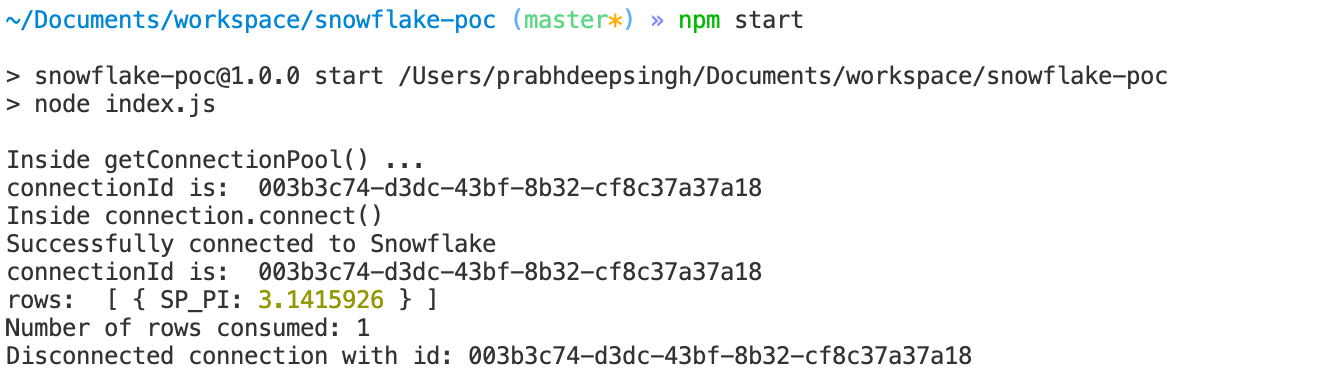 ~/Documents/workspace/snowflake-poc (master*) » npm start
> snowflake-poc@1.0.0 start /Users/prabhdeepsingh/Documents/workspace/snowflake-poc
> node index.js
Inside getConnectionPool() ...
connectionId is:  003b3c74-d3dc-43bf-8b32-cf8c37a37a18
Inside connection.connect()
Successfully connected to Snowflake
connectionId is:  003b3c74-d3dc-43bf-8b32-cf8c37a37a18
rows:  [ { SP_PI: 3.1415926 } ]
Number of rows consumed: 1
Disconnected connection with id: 003b3c74-d3dc-43bf-8b32-cf8c37a37a18